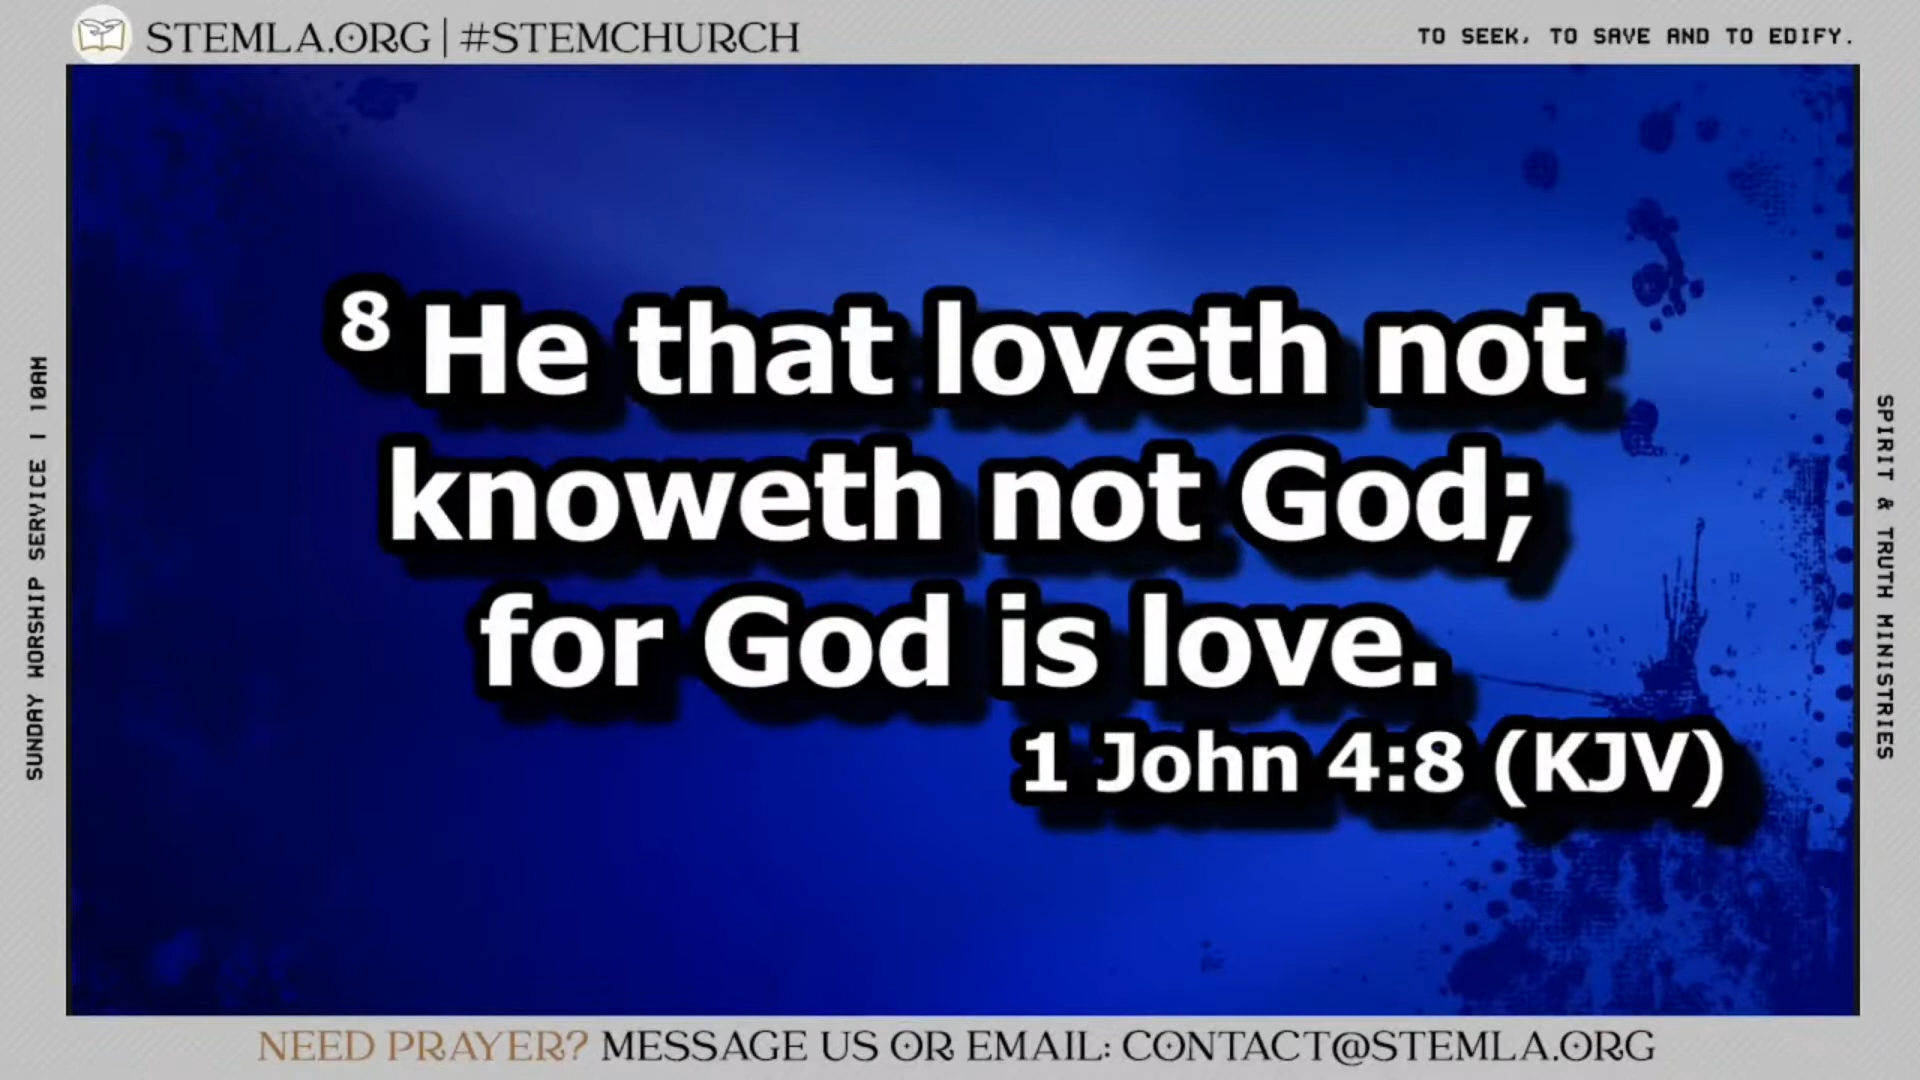 STEMLA.ORG | #STEMCHURCH
TO SEEK, TO SAVE AND TO EDIFY.
SUNDAY WORSHIP SERVICE | 10AM
8 He that loveth not
knoweth not God;
for God is love.
1 John 4:8 (KJV)
SPIRIT & TRUTH MINISTRIES
NEED PRAYER? MESSAGE US OR EMAIL: CONTACT@STEMLA.ORG